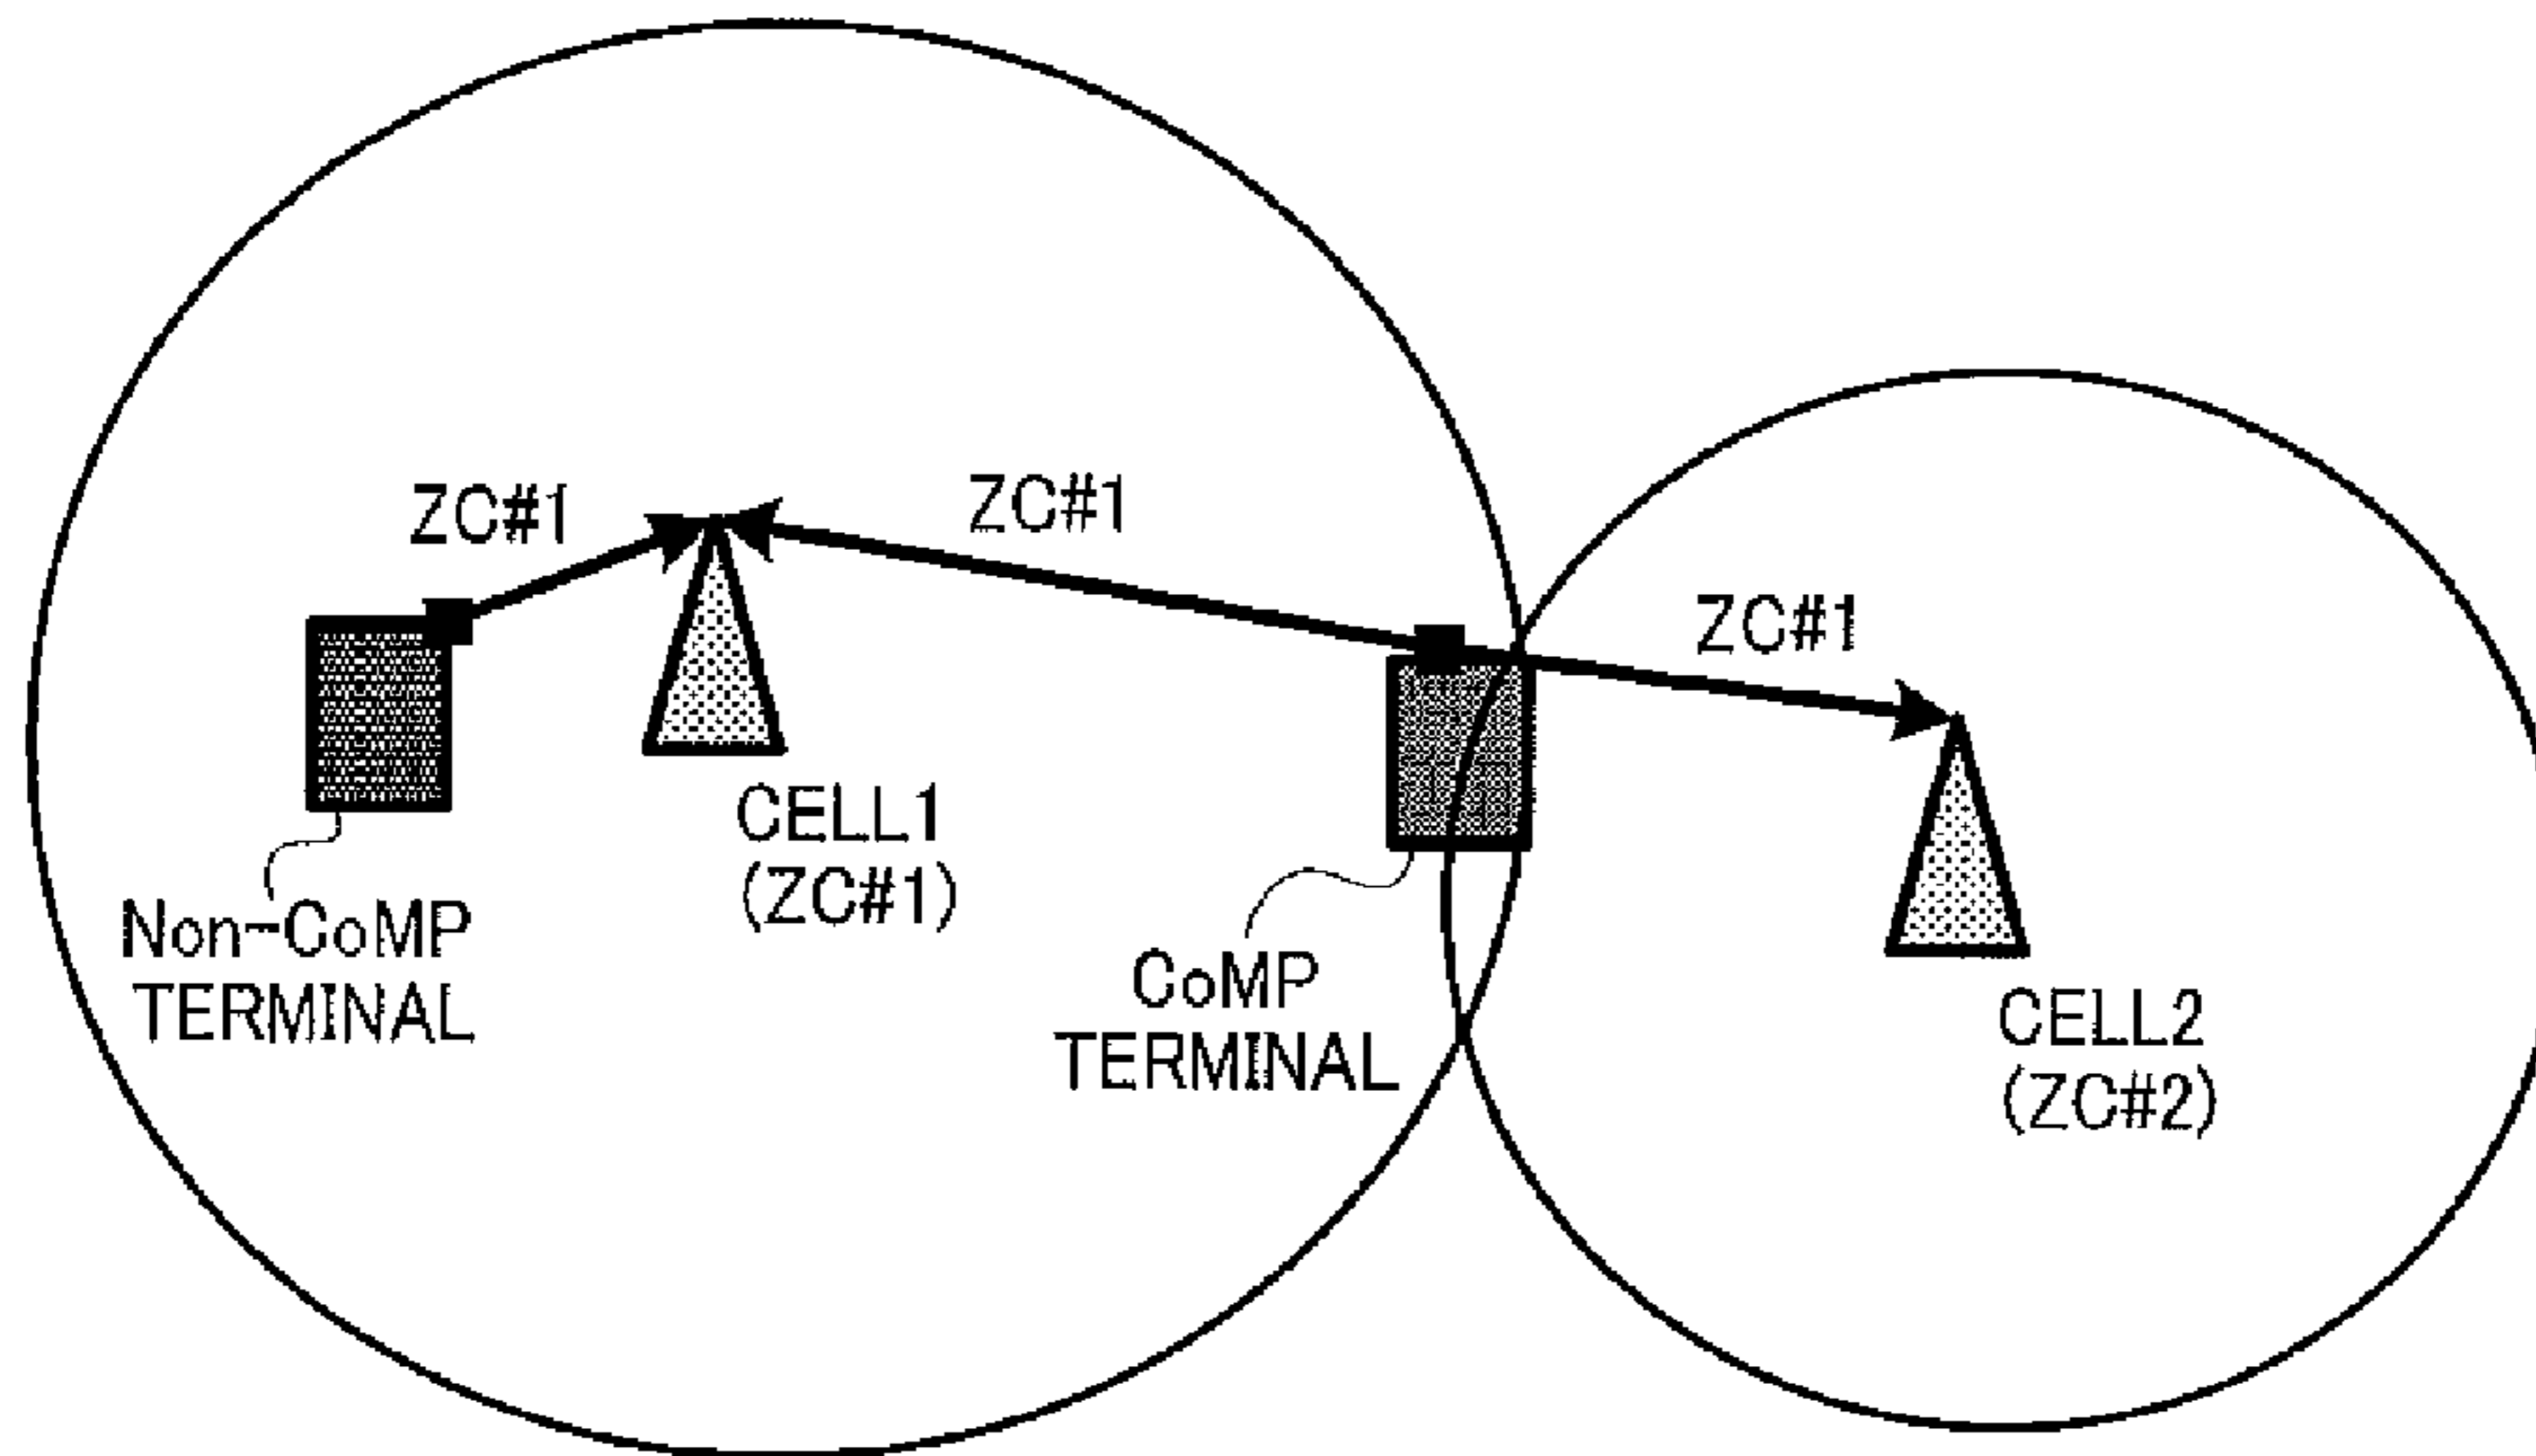 ZC#1
ZC#1
ZC#1
CELL1
(ZC#1)
Non-CoMP
TERMINAL
CoMP
TERMINAL
CELL2
(ZC#2)